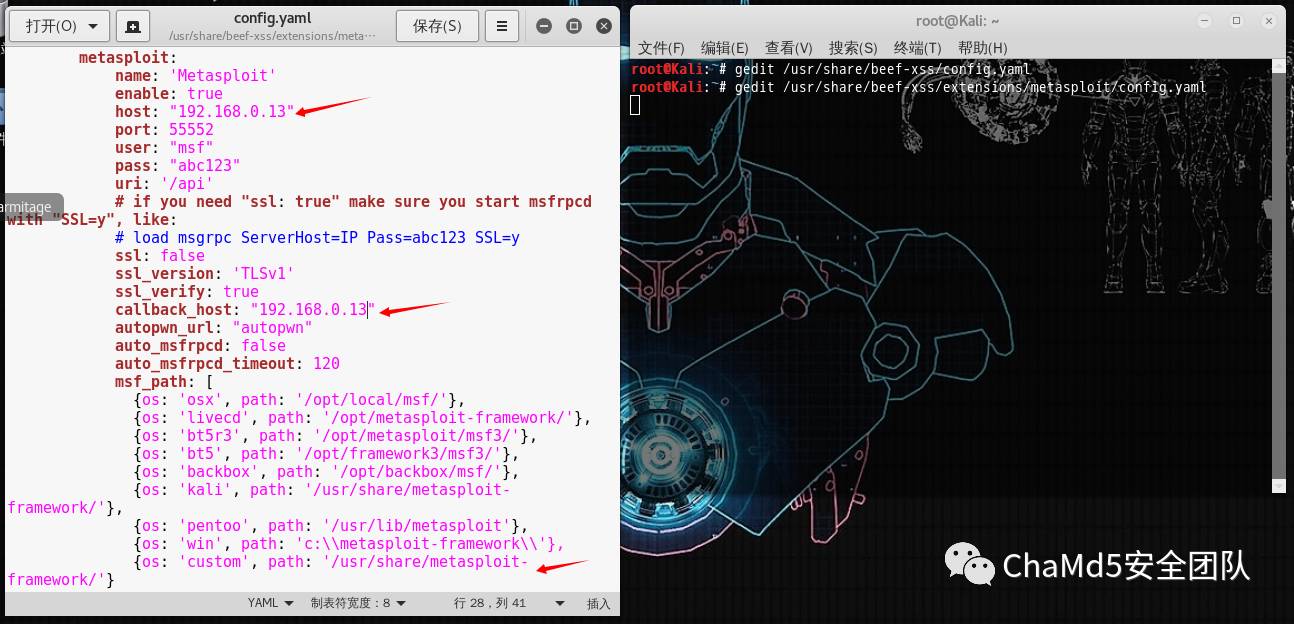 打开(O)
config.yaml
/usr/share/beef-xss/extensions/meta…
保存(S)
metasploit:
name: 'Metasploit'
enable: true
host: "192.168.0.13"
port: 55552
user: "msf"
pass: "abc123"
uri: '/api'
# if you need "ssl: true" make sure you start msfrpcd
with "SSL=y", like:
# load msgrpc ServerHost=IP Pass=abc123 SSL=y
ssl: false
ssl_version: 'TLSv1'
ssl_verify: true
callback_host: "192.168.0.13"
autopwn_url: "autopwn"
auto_msfrpcd: false
auto_msfrpcd_timeout: 120
msf_path: [
{os: 'osx', path: '/opt/local/msf/'},
{os: 'livecd', path: '/opt/metasploit-framework/'},
{os: 'bt5r3', path: '/opt/metasploit/msf3/'},
{os: 'bt5', path: '/opt/framework3/msf3/'},
{os: 'backbox', path: '/opt/backbox/msf/'},
{os: 'kali', path: '/usr/share/metasploit-
framework/'},
{os: 'pentoo', path: '/usr/lib/metasploit'},
{os: 'win', path: 'c:\\metasploit-framework\\'},
{os: 'custom', path: '/usr/share/metasploit-
framework/'}
YAML 制表符宽度：8 行 28，列 41 插入
armitage
root@Kali: ~
文件(F) 编辑(E) 查看(V) 搜索(S) 终端(T) 帮助(H)
root@Kali:~# gedit /usr/share/beef-xss/config.yaml
root@Kali:~# gedit /usr/share/beef-xss/extensions/metasploit/config.yaml
ChaMd5安全团队